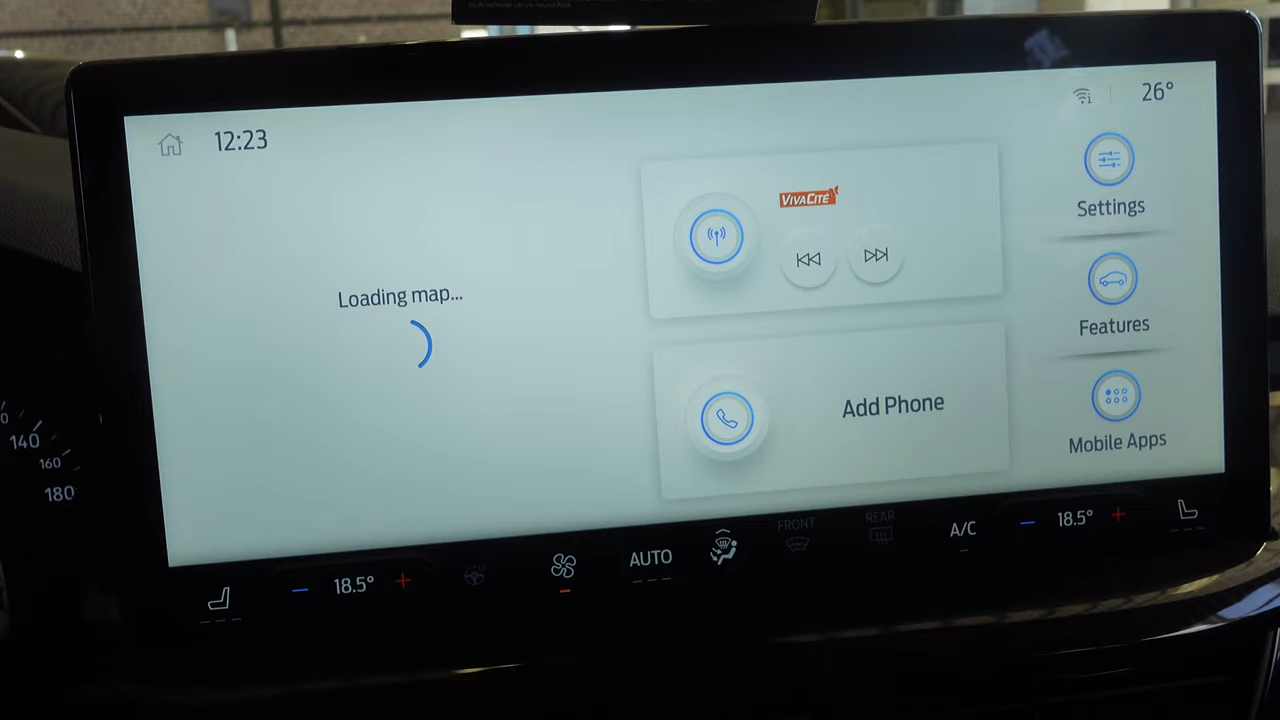 12:23
26°
Loading map...
VIVACITÉ
Add Phone
Settings
Features
Mobile Apps
140
160
180
18.5°
AUTO
FRONT
REAR
A/C
18.5°